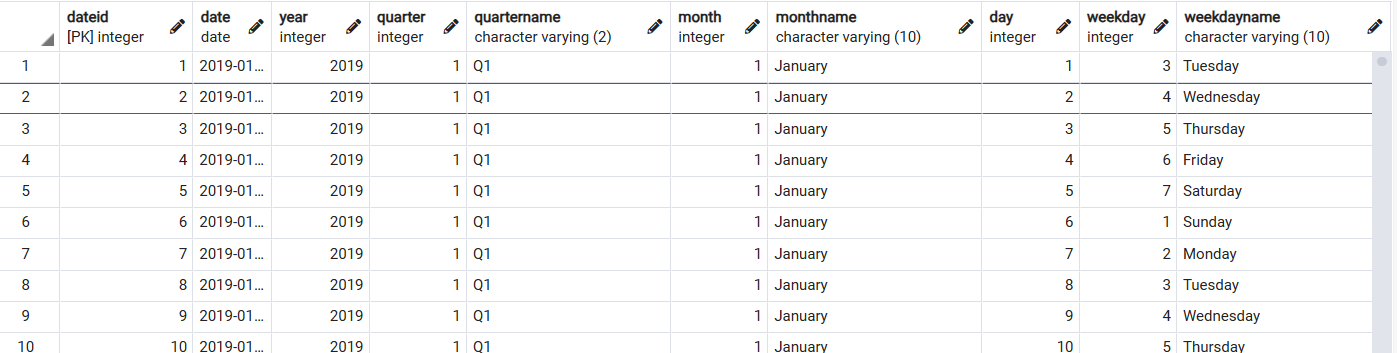 dateid date year quarter quartername month monthname day weekday weekdayname
[PK] integer date integer integer character varying (2) integer character varying (10) integer integer character varying (10)
1 1 2019-01... 2019 1 Q1 1 January 1 3 Tuesday
2 2 2019-01... 2019 1 Q1 1 January 2 4 Wednesday
3 3 2019-01... 2019 1 Q1 1 January 3 5 Thursday
4 4 2019-01... 2019 1 Q1 1 January 4 6 Friday
5 5 2019-01... 2019 1 Q1 1 January 5 7 Saturday
6 6 2019-01... 2019 1 Q1 1 January 6 1 Sunday
7 7 2019-01... 2019 1 Q1 1 January 7 2 Monday
8 8 2019-01... 2019 1 Q1 1 January 8 3 Tuesday
9 9 2019-01... 2019 1 Q1 1 January 9 4 Wednesday
10 10 2019-01... 2019 1 Q1 1 January 10 5 Thursday